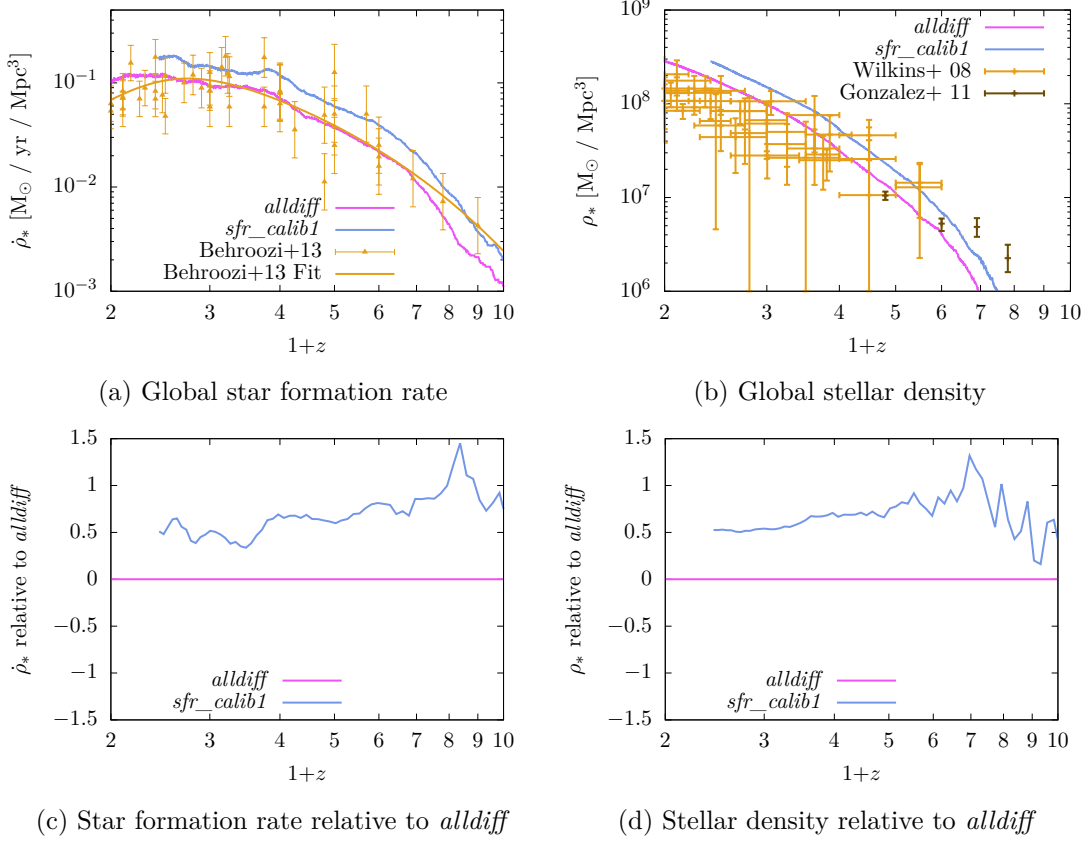 10⁻¹
10⁻²
10⁻³
ρ̇* [M⊙ / yr / Mpc³]
alldiff
sfr_calib1
Behroozi+13
Behroozi+13 Fit
2 3 4 5 6 7 8 9 10
1+z
(a) Global star formation rate
10⁹
10⁸
10⁷
10⁶
ρ* [M⊙ / Mpc³]
alldiff
sfr_calib1
Wilkins+ 08
Gonzalez+ 11
2 3 4 5 6 7 8 9 10
1+z
(b) Global stellar density
1.5
1
0.5
0
−0.5
−1
−1.5
ρ̇* relative to alldiff
alldiff
sfr_calib1
2 3 4 5 6 7 8 9 10
1+z
(c) Star formation rate relative to alldiff
1.5
1
0.5
0
−0.5
−1
−1.5
ρ* relative to alldiff
alldiff
sfr_calib1
2 3 4 5 6 7 8 9 10
1+z
(d) Stellar density relative to alldiff